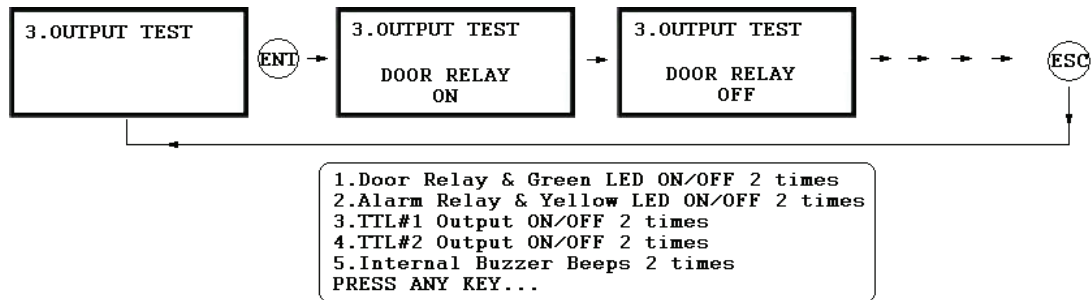 3.OUTPUT TEST
ENT
3.OUTPUT TEST
DOOR RELAY
ON
3.OUTPUT TEST
DOOR RELAY
OFF
ESC
1.Door Relay & Green LED ON/OFF 2 times
2.Alarm Relay & Yellow LED ON/OFF 2 times
3.TTL#1 Output ON/OFF 2 times
4.TTL#2 Output ON/OFF 2 times
5.Internal Buzzer Beeps 2 times
PRESS ANY KEY...